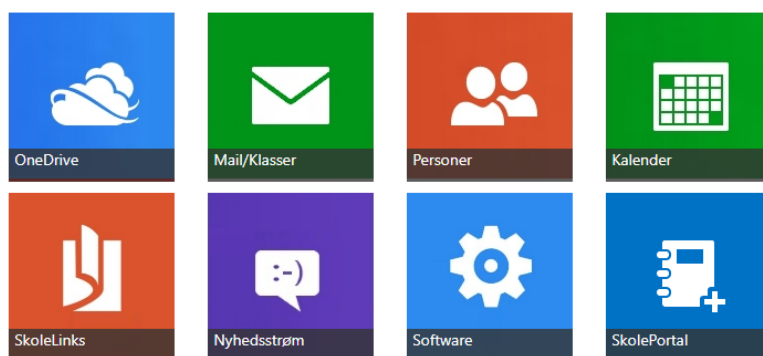 OneDrive
Mail/Klasser
Personer
Kalender
:-)
SkoleLinks
Nyhedsstrøm
Software
SkolePortal